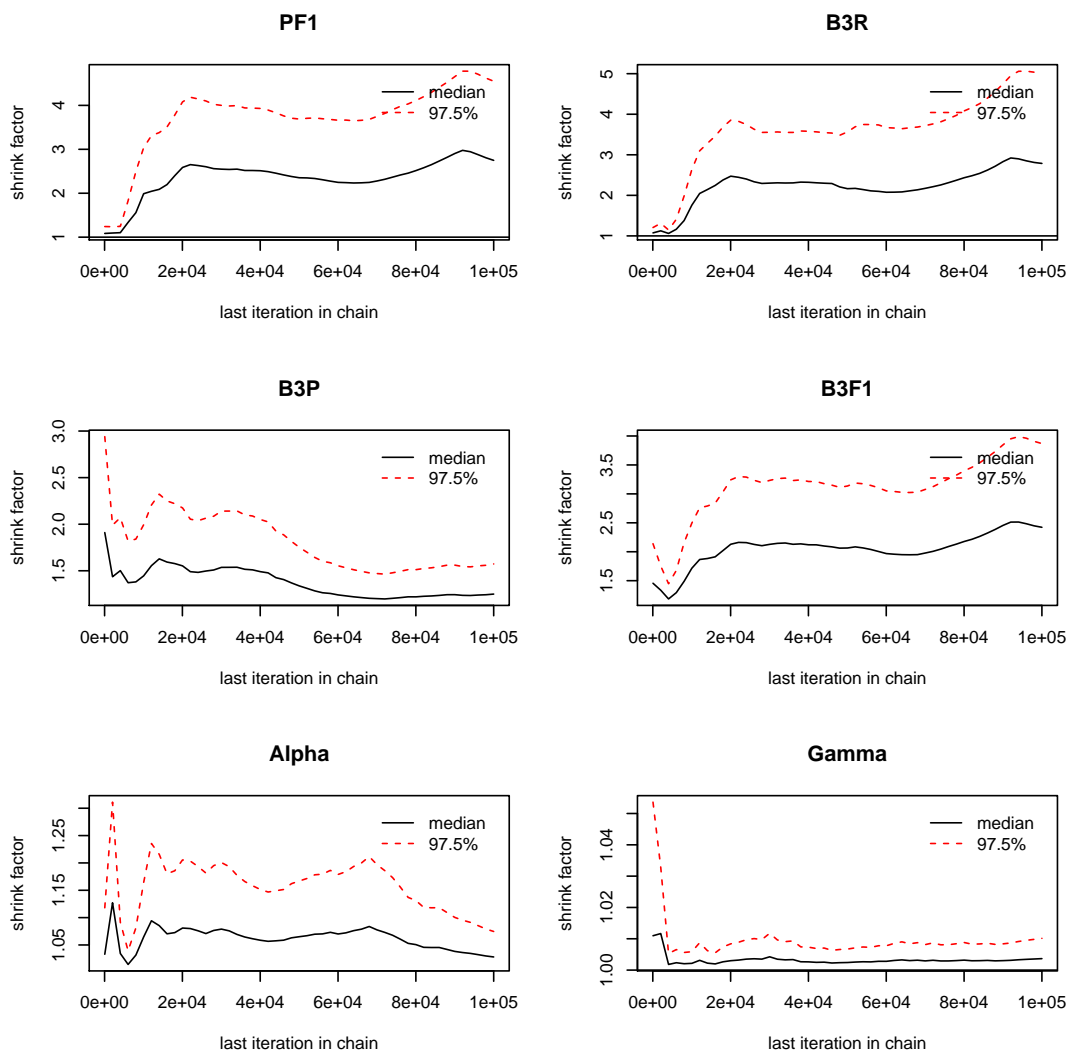 PF1
shrink factor
1 2 3 4
median
97.5%
0e+00 2e+04 4e+04 6e+04 8e+04 1e+05
last iteration in chain
B3R
shrink factor
1 2 3 4 5
median
97.5%
0e+00 2e+04 4e+04 6e+04 8e+04 1e+05
last iteration in chain
B3P
shrink factor
1.5 2.0 2.5 3.0
median
97.5%
0e+00 2e+04 4e+04 6e+04 8e+04 1e+05
last iteration in chain
B3F1
shrink factor
1.5 2.5 3.5
median
97.5%
0e+00 2e+04 4e+04 6e+04 8e+04 1e+05
last iteration in chain
Alpha
shrink factor
1.05 1.15 1.25
median
97.5%
0e+00 2e+04 4e+04 6e+04 8e+04 1e+05
last iteration in chain
Gamma
shrink factor
1.00 1.02 1.04
median
97.5%
0e+00 2e+04 4e+04 6e+04 8e+04 1e+05
last iteration in chain